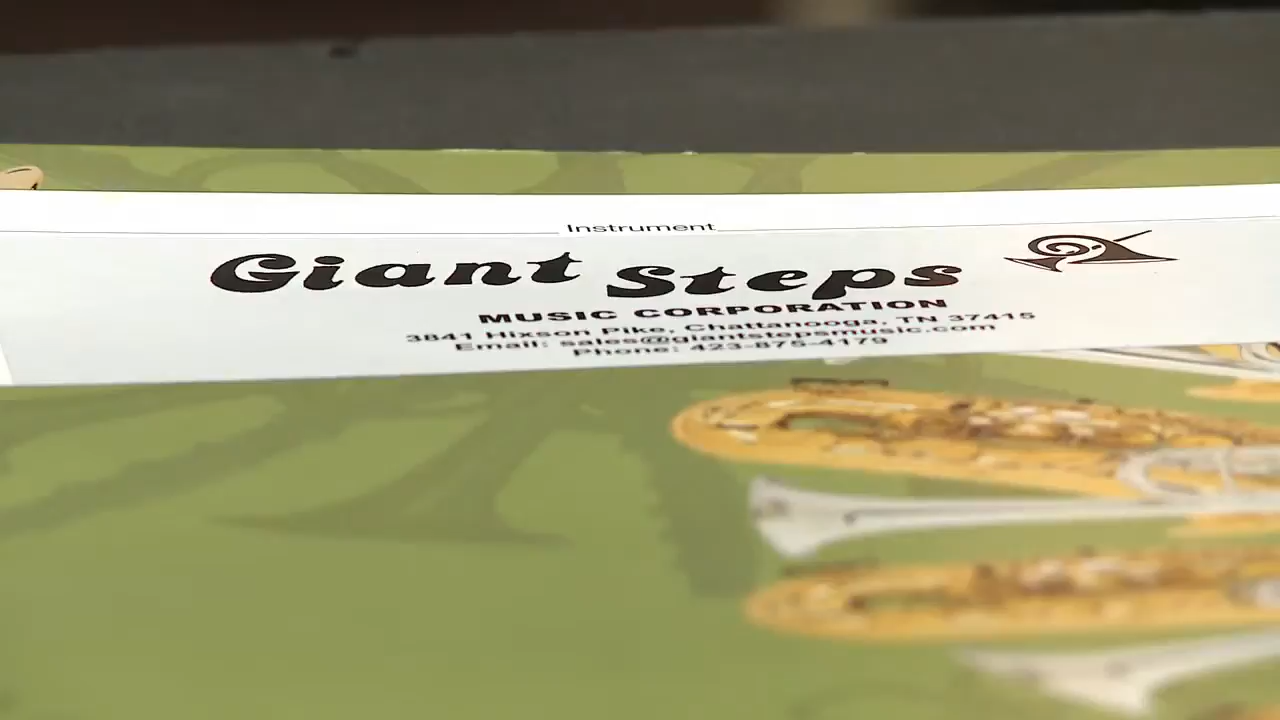 Instrument
Giant Steps
MUSIC CORPORATION
3841 Hixson Pike, Chattanooga, TN 37415
Email: sales@giantstepsmusic.com
Phone: 423-875-4179